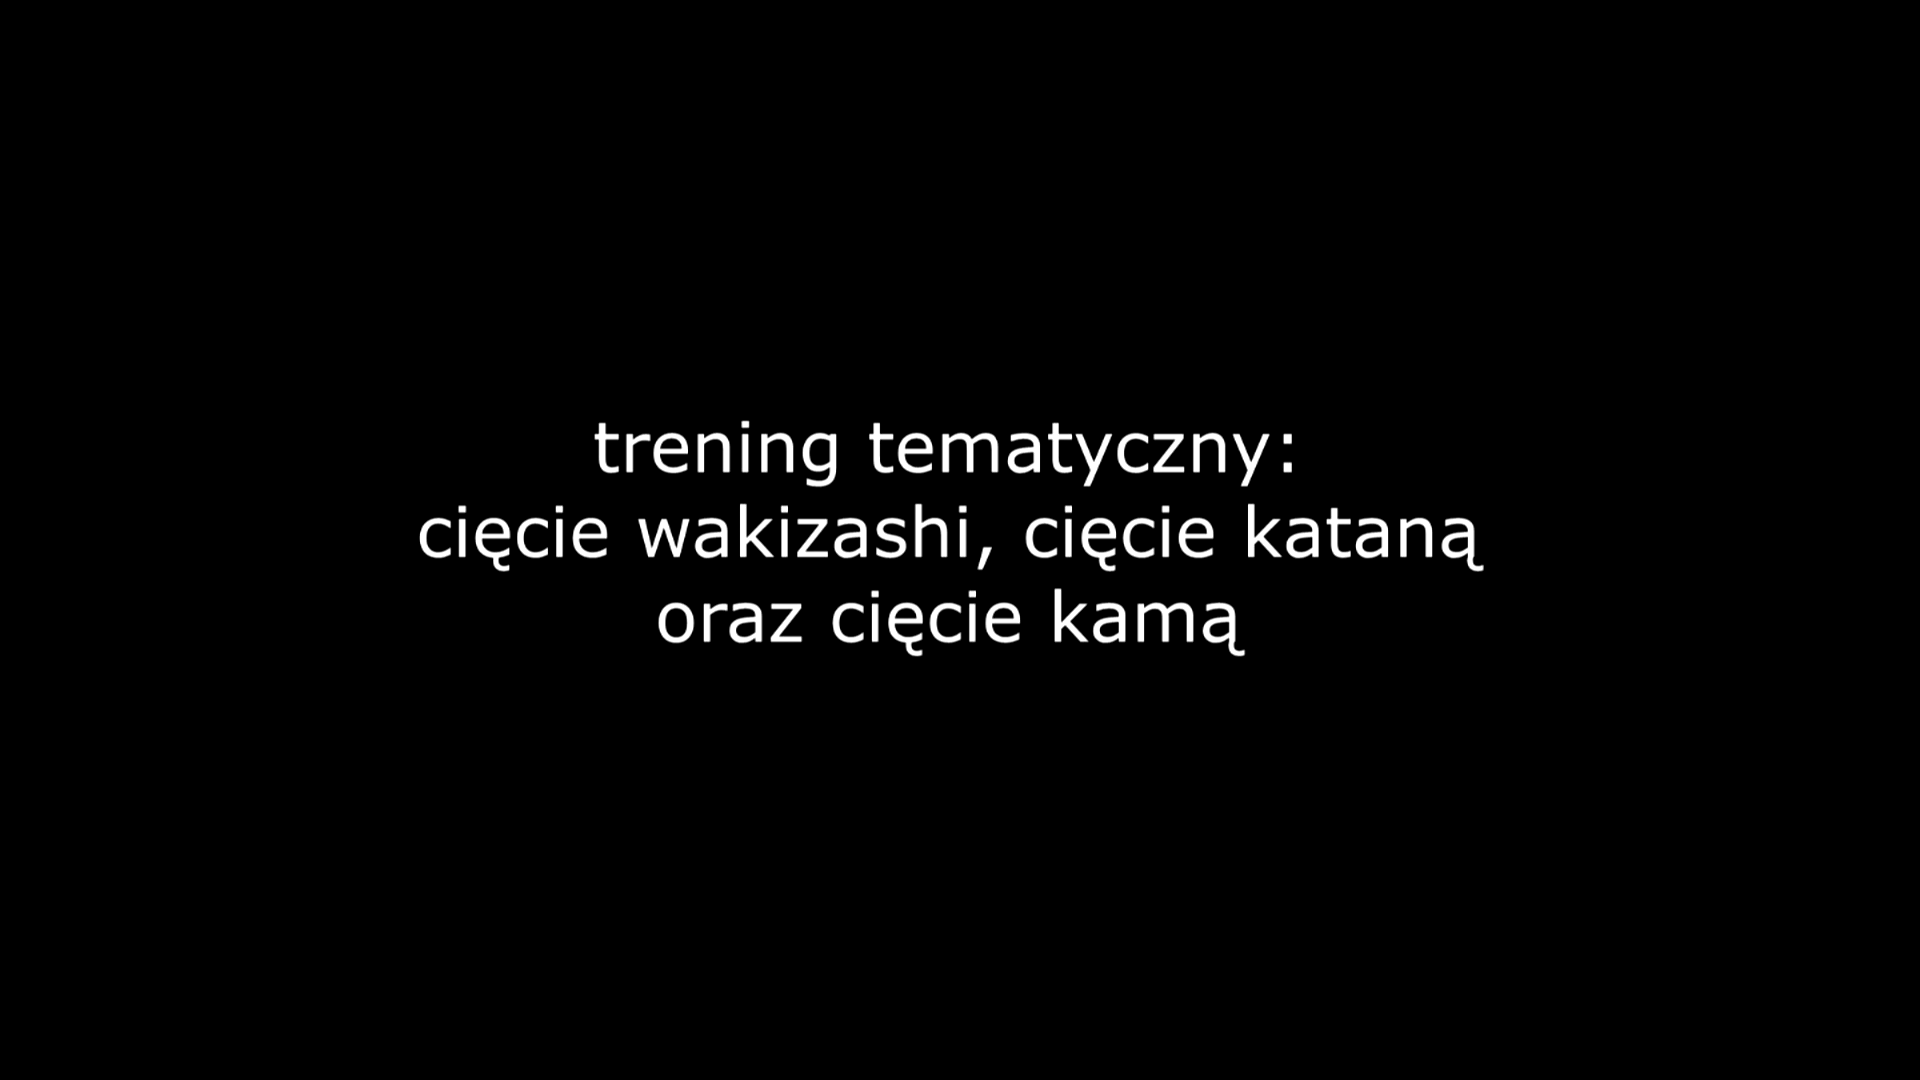 trening tematyczny:
cięcie wakizashi, cięcie kataną
oraz cięcie kamą